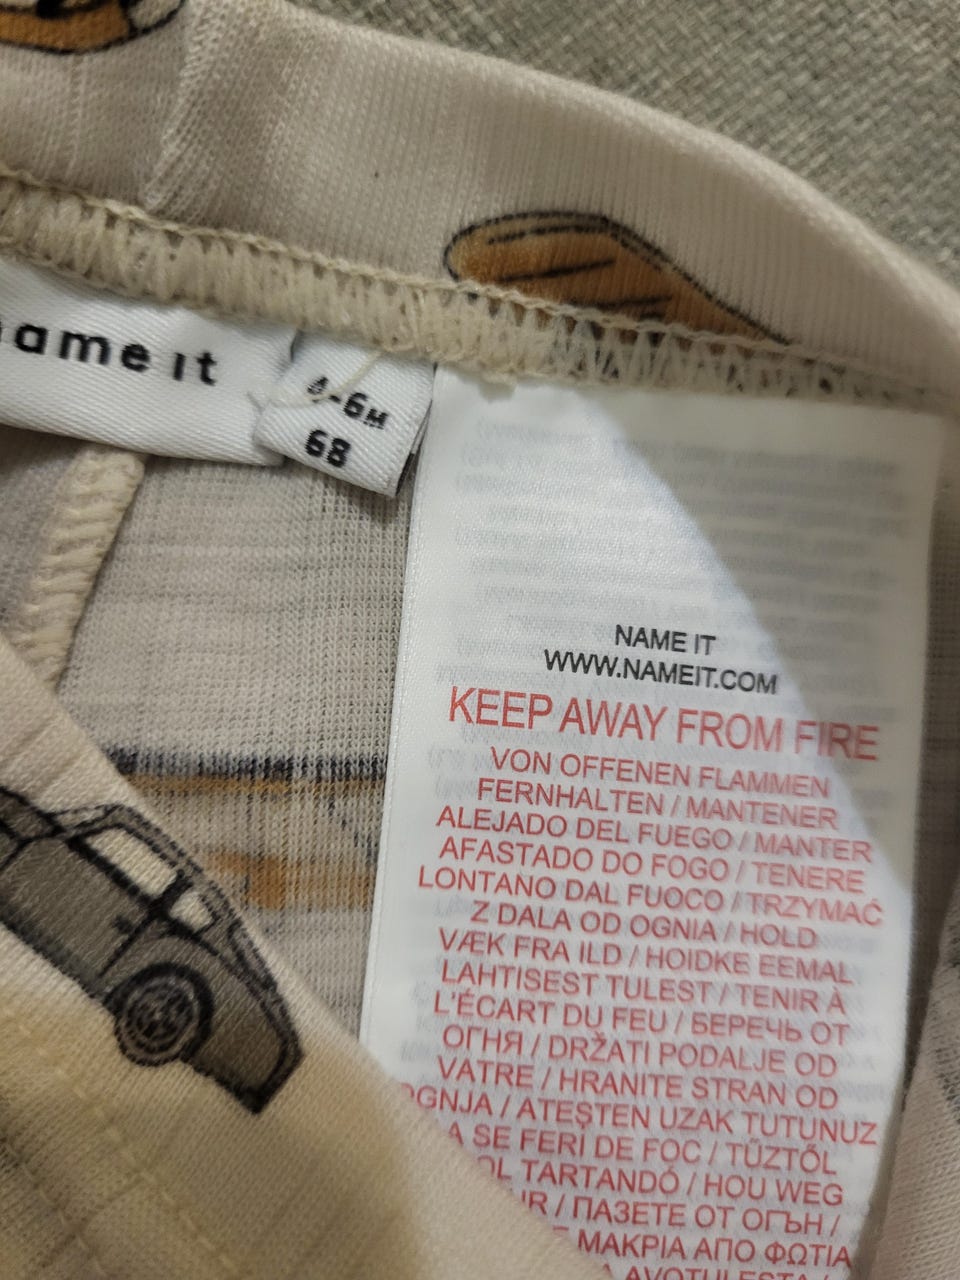 name it
4-6M
68
NAME IT
WWW.NAMEIT.COM
KEEP AWAY FROM FIRE
VON OFFENEN FLAMMEN
FERNHALTEN / MANTENER
ALEJADO DEL FUEGO / MANTER
AFASTADO DO FOGO / TENERE
LONTANO DAL FUOCO / TRZYMAĆ
Z DALA OD OGNIA / HOLD
VÆK FRA ILD / HOIDKE EEMAL
LAHTISEST TULEST / TENIR À
L'ÉCART DU FEU / БЕРЕЧЬ ОТ
ОГНЯ / DRŽATI PODALJE OD
VATRE / HRANITE STRAN OD
OGNJA / ATEŞTEN UZAK TUTUNUZ
A SE FERI DE FOC / TŰZTŐL
TARTANDÓ / HOU WEG
/ ПАЗЕТЕ ОТ ОГЪН /
ΜΑΚΡΙΑ ΑΠΟ ΦΩΤΙΑ